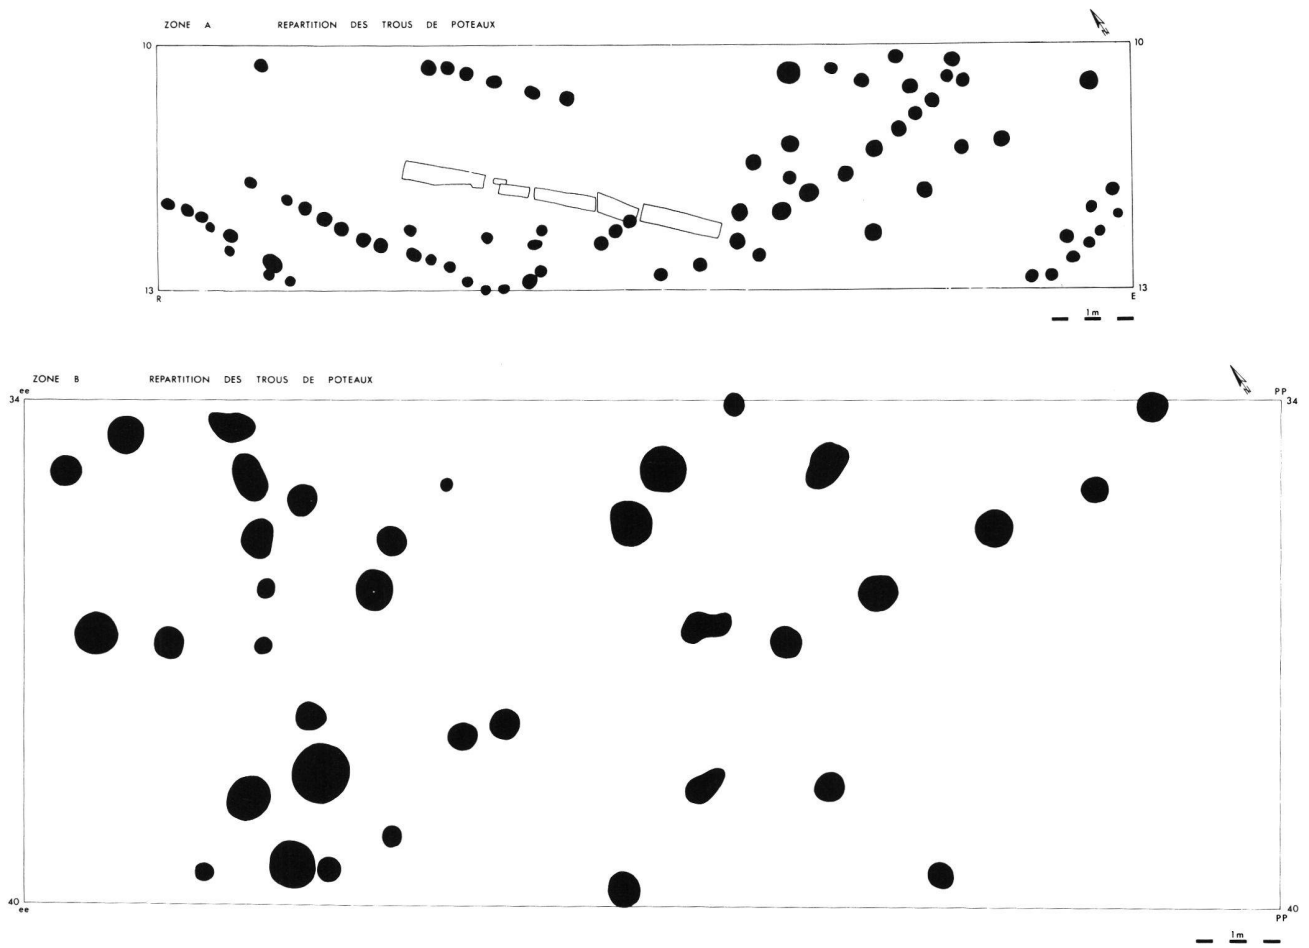 ZONE A REPARTITION DES TROUS DE POTEAUX
N
10 10
13 13
R E
1m
ZONE B REPARTITION DES TROUS DE POTEAUX
N
ee PP
34 34
40 40
ee PP
1m